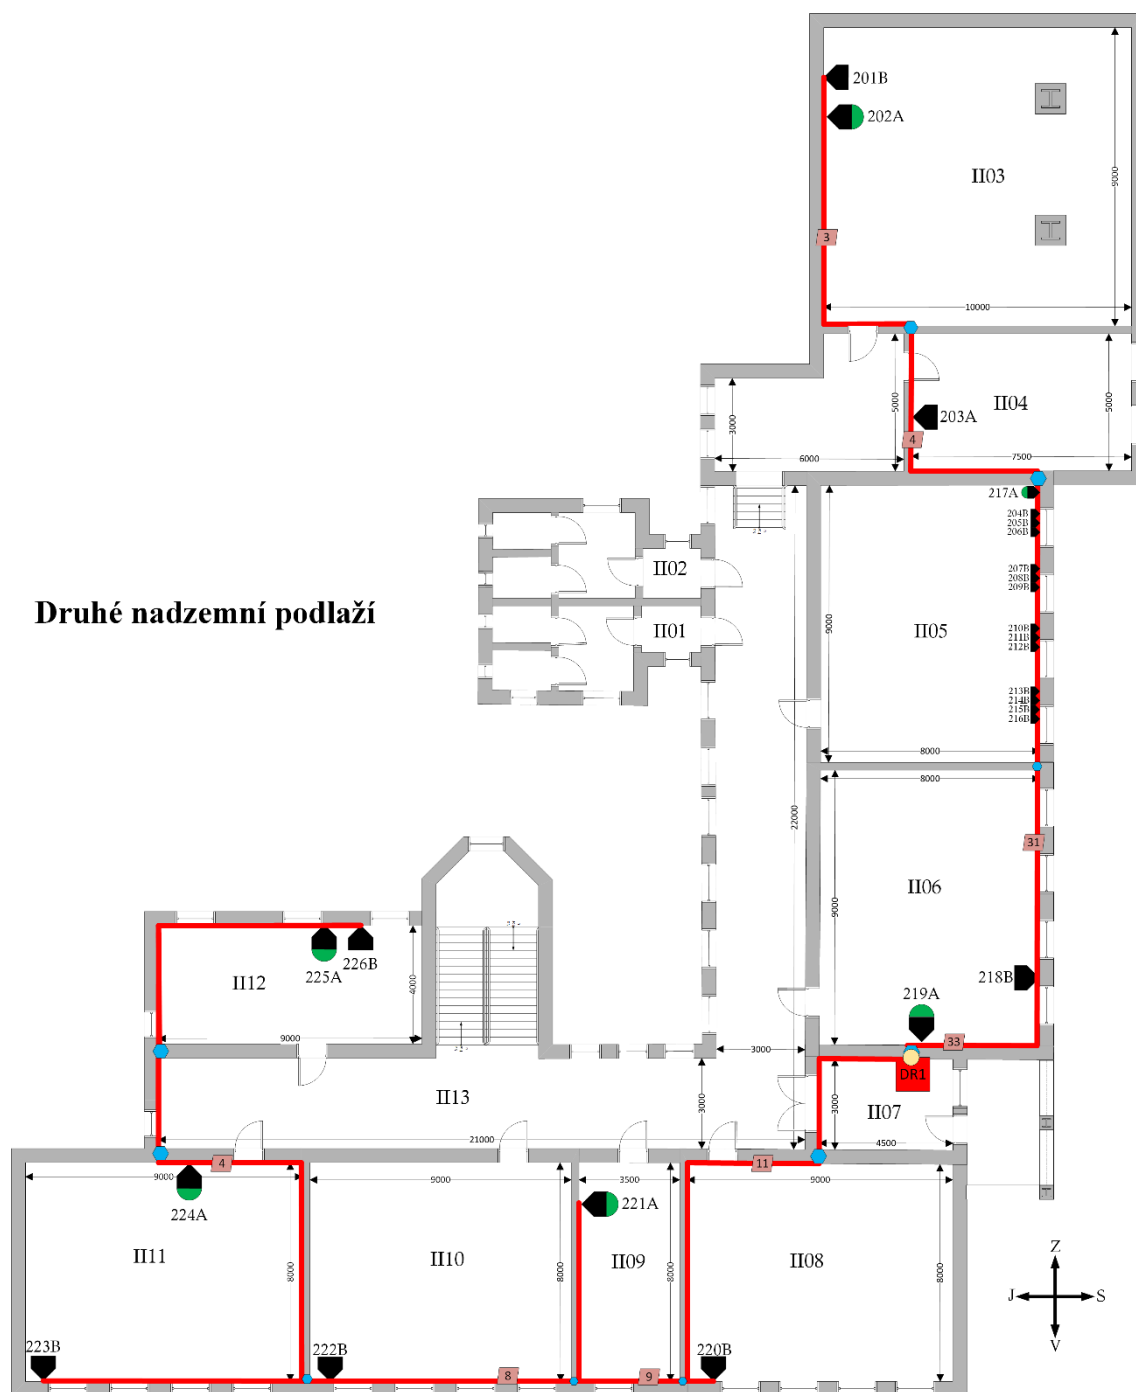 201B
202A
II03
9000
3
10000
II04
203A
5000
5000
3000
4
7500
6000
217A
204B
205B
206B
II02
207B
208B
209B
Druhé nadzemní podlaží
II01
9000
II05
210B
211B
212B
213B
214B
215B
216B
8000
8000
22000
31
II06
9000
225A
226B
II12
4000
218B
219A
9000
3000
33
DR1
II13
3000
3000
II07
21000
4500
4
11
9000
9000
3500
9000
224A
221A
II11
II10
II09
II08
8000
8000
8000
8000
Z
J
S
V
223B
222B
220B
8
9